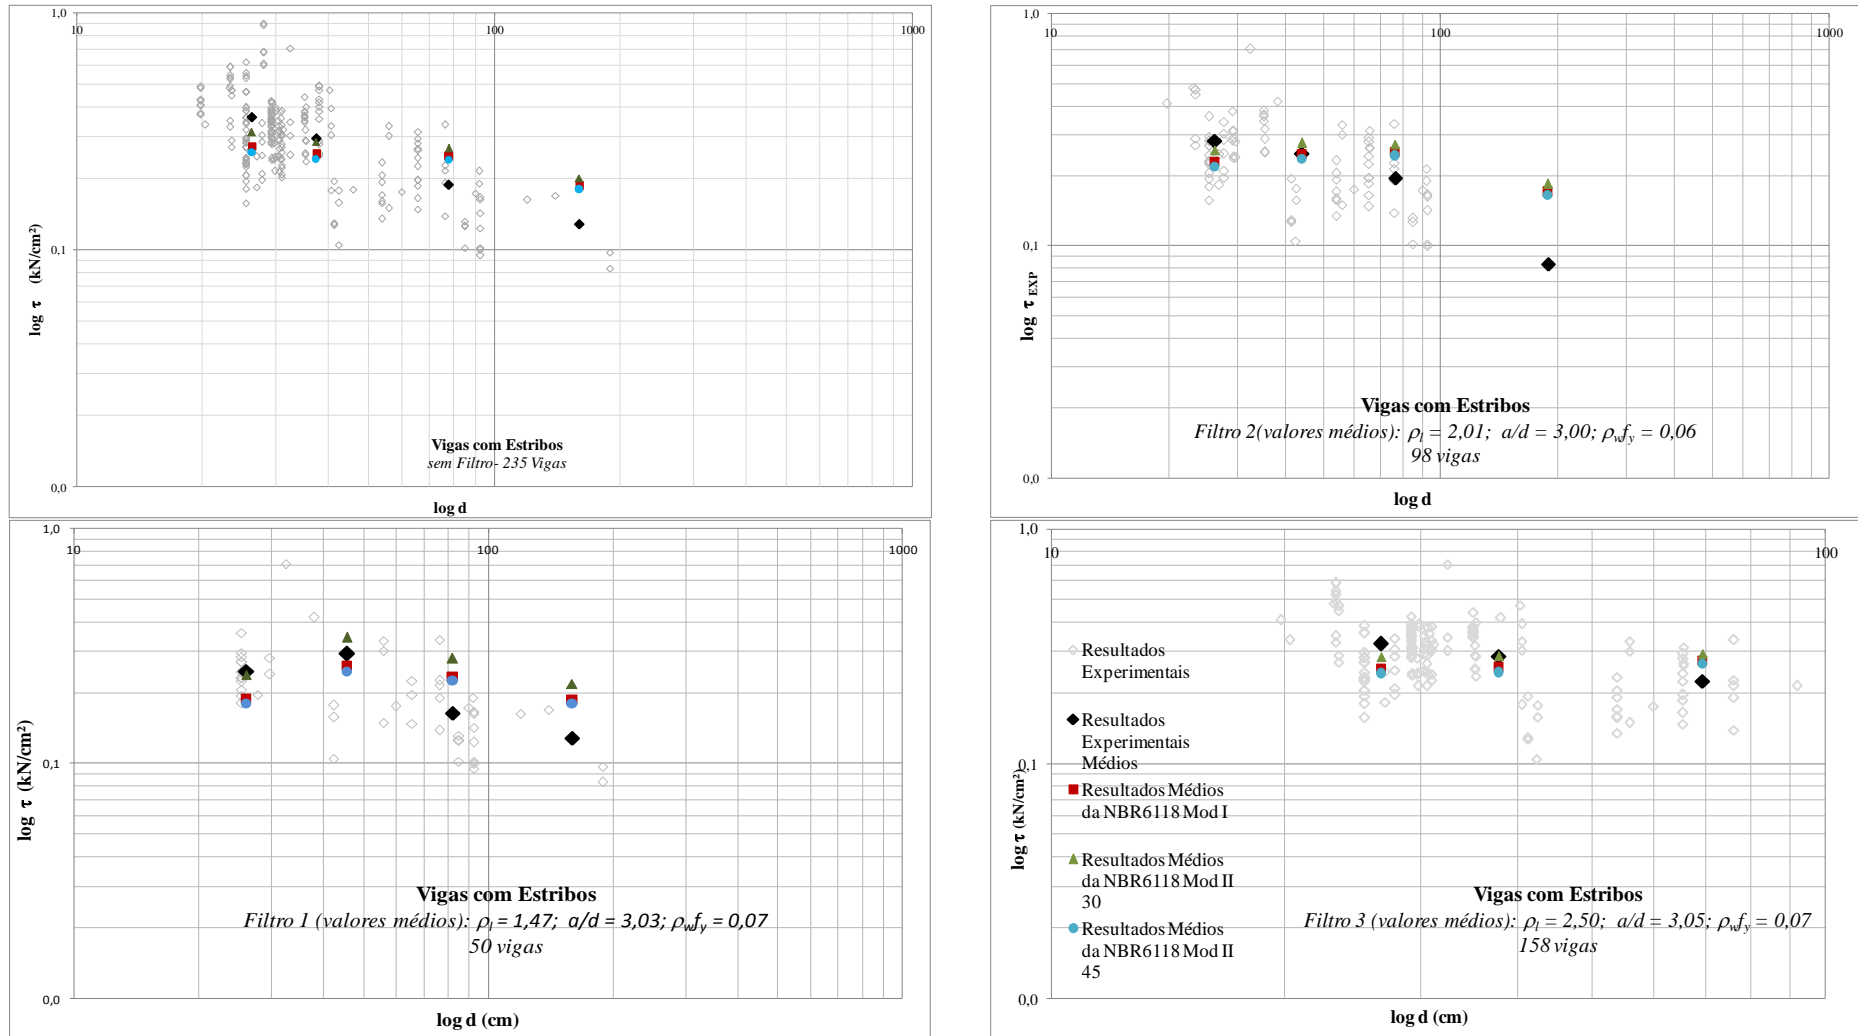 1,0
10
100
1000
0,1
0,0
log τ (kN/cm²)
Vigas com Estribos
sem Filtro- 235 Vigas
log d
1,0
10
100
1000
0,1
0,0
log τ EXP
Vigas com Estribos
Filtro 2(valores médios): ρl = 2,01; a/d = 3,00; ρwfy = 0,06
98 vigas
log d
1,0
10
100
1000
0,1
0,0
log τ (kN/cm²)
Vigas com Estribos
Filtro 1 (valores médios): ρl = 1,47; a/d = 3,03; ρwfy = 0,07
50 vigas
log d (cm)
1,0
10
100
0,1
0,0
log τ (kN/cm²)
Resultados
Experimentais
Resultados
Experimentais
Médios
Resultados Médios
da NBR6118 Mod I
Resultados Médios
da NBR6118 Mod II
30
Resultados Médios
da NBR6118 Mod II
45
Vigas com Estribos
Filtro 3 (valores médios): ρl = 2,50; a/d = 3,05; ρwfy = 0,07
158 vigas
log d (cm)